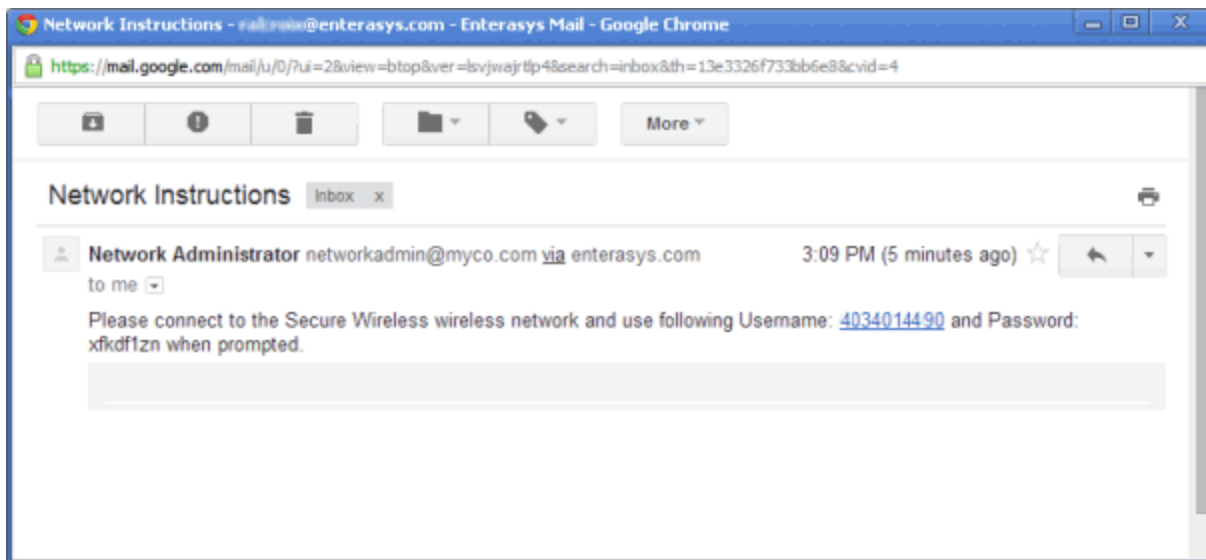 Network Instructions - @enterasys.com - Enterasys Mail - Google Chrome
https://mail.google.com/mail/u/0/?ui=2&view=btop&ver=lsvjwajrtlp4&search=inbox&th=13e3326f733bb6e8&cvid=4
More
Network Instructions Inbox x
Network Administrator networkadmin@myco.com via enterasys.com 3:09 PM (5 minutes ago)
to me
Please connect to the Secure Wireless wireless network and use following Username: 4034014490 and Password:
xfkdf1zn when prompted.